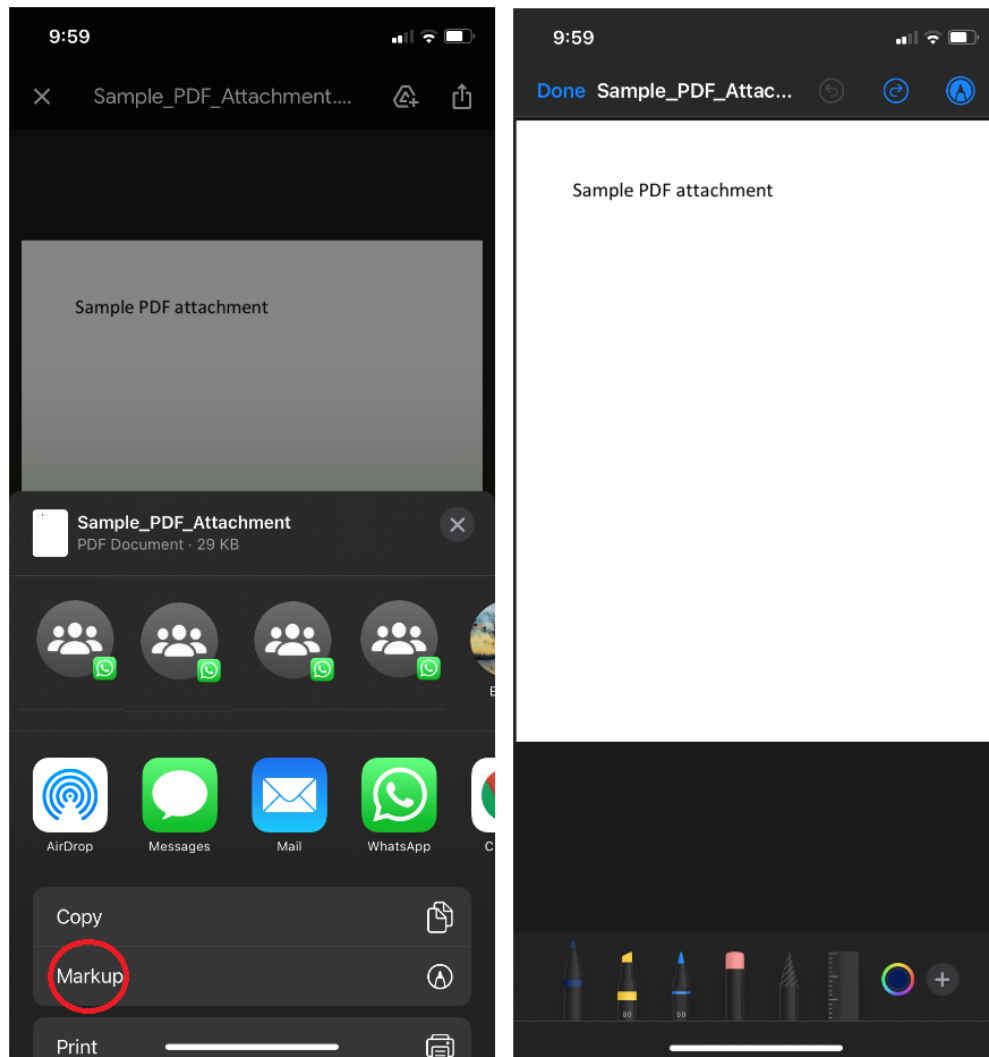 9:59
Sample_PDF_Attachment....
Sample PDF attachment
Sample_PDF_Attachment
PDF Document · 29 KB
E
AirDrop Messages Mail WhatsApp C
Copy
Markup
Print
9:59
Done Sample_PDF_Attac...
Sample PDF attachment
80 50